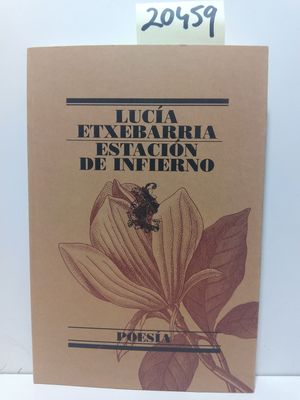 20459
LUCÍA
ETXEBARRIA
ESTACIÓN
DE INFIERNO
POESÍA